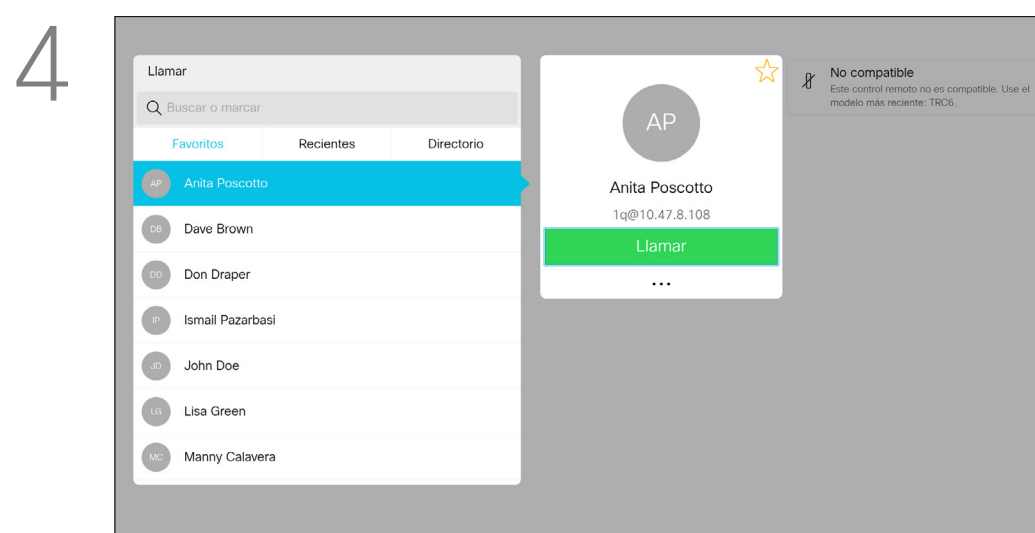 4
Llamar
Buscar o marcar
Favoritos Recientes Directorio
AP Anita Poscotto
DB Dave Brown
DD Don Draper
IP Ismail Pazarbasi
JD John Doe
LG Lisa Green
MC Manny Calavera
AP
Anita Poscotto
1q@10.47.8.108
Llamar
...
No compatible
Este control remoto no es compatible. Use el
modelo más reciente: TRC6.